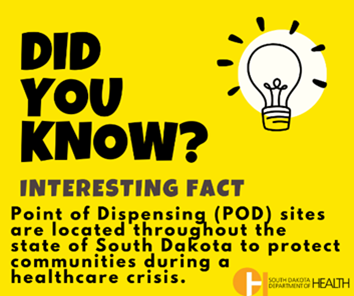 DID
YOU
KNOW?
INTERESTING FACT
Point of Dispensing (POD) sites
are located throughout the
state of South Dakota to protect
communities during a
healthcare crisis.
SOUTH DAKOTA
DEPARTMENT OF HEALTH